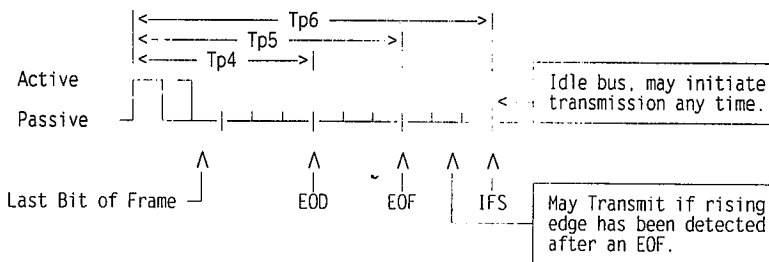 Tp6
Tp5
Tp4
Active
Passive
Idle bus, may initiate
transmission any time.
Last Bit of Frame
EOD
EOF
IFS
May Transmit if rising
edge has been detected
after an EOF.